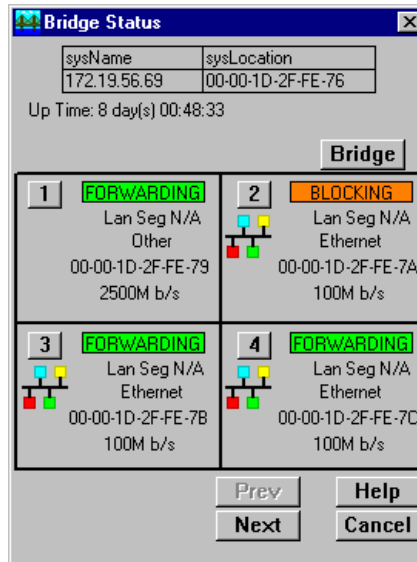 Bridge Status
sysName sysLocation
172.19.56.69 00-00-1D-2F-FE-76
Up Time: 8 day(s) 00:48:33
Bridge
1 FORWARDING
Lan Seg N/A
Other
00-00-1D-2F-FE-79
2500M b/s
2 BLOCKING
Lan Seg N/A
Ethernet
00-00-1D-2F-FE-7A
100M b/s
3 FORWARDING
Lan Seg N/A
Ethernet
00-00-1D-2F-FE-7B
100M b/s
4 FORWARDING
Lan Seg N/A
Ethernet
00-00-1D-2F-FE-7C
100M b/s
Prev Help
Next Cancel